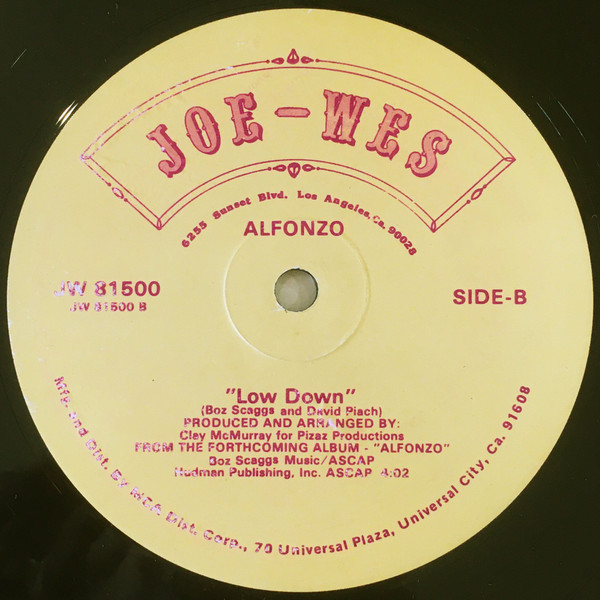 JOE-WES
6255 Sunset Blvd. Los Angeles, Ca. 90028
ALFONZO
JW 81500
JW 81500 B
SIDE-B
"Low Down"
(Boz Scaggs and David Piach)
PRODUCED AND ARRANGED BY:
Clay McMurray for Pizaz Productions
FROM THE FORTHCOMING ALBUM - "ALFONZO"
Boz Scaggs Music/ASCAP
Hudman Publishing, Inc. ASCAP 4:02
Mfg. and Dist. By MCA Dist. Corp., 70 Universal Plaza, Universal City, Ca. 91608